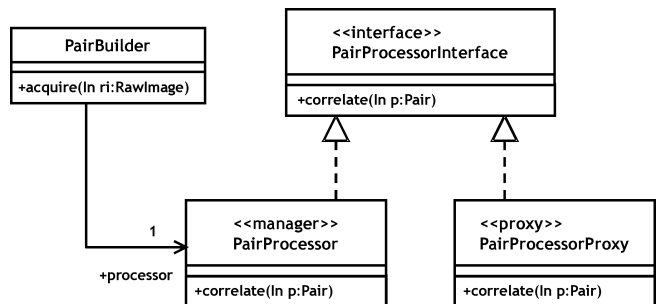 PairBuilder
+acquire(In ri:RawImage)
<<interface>>
PairProcessorInterface
+correlate(In p:Pair)
1
+processor
<<manager>>
PairProcessor
+correlate(In p:Pair)
<<proxy>>
PairProcessorProxy
+correlate(In p:Pair)